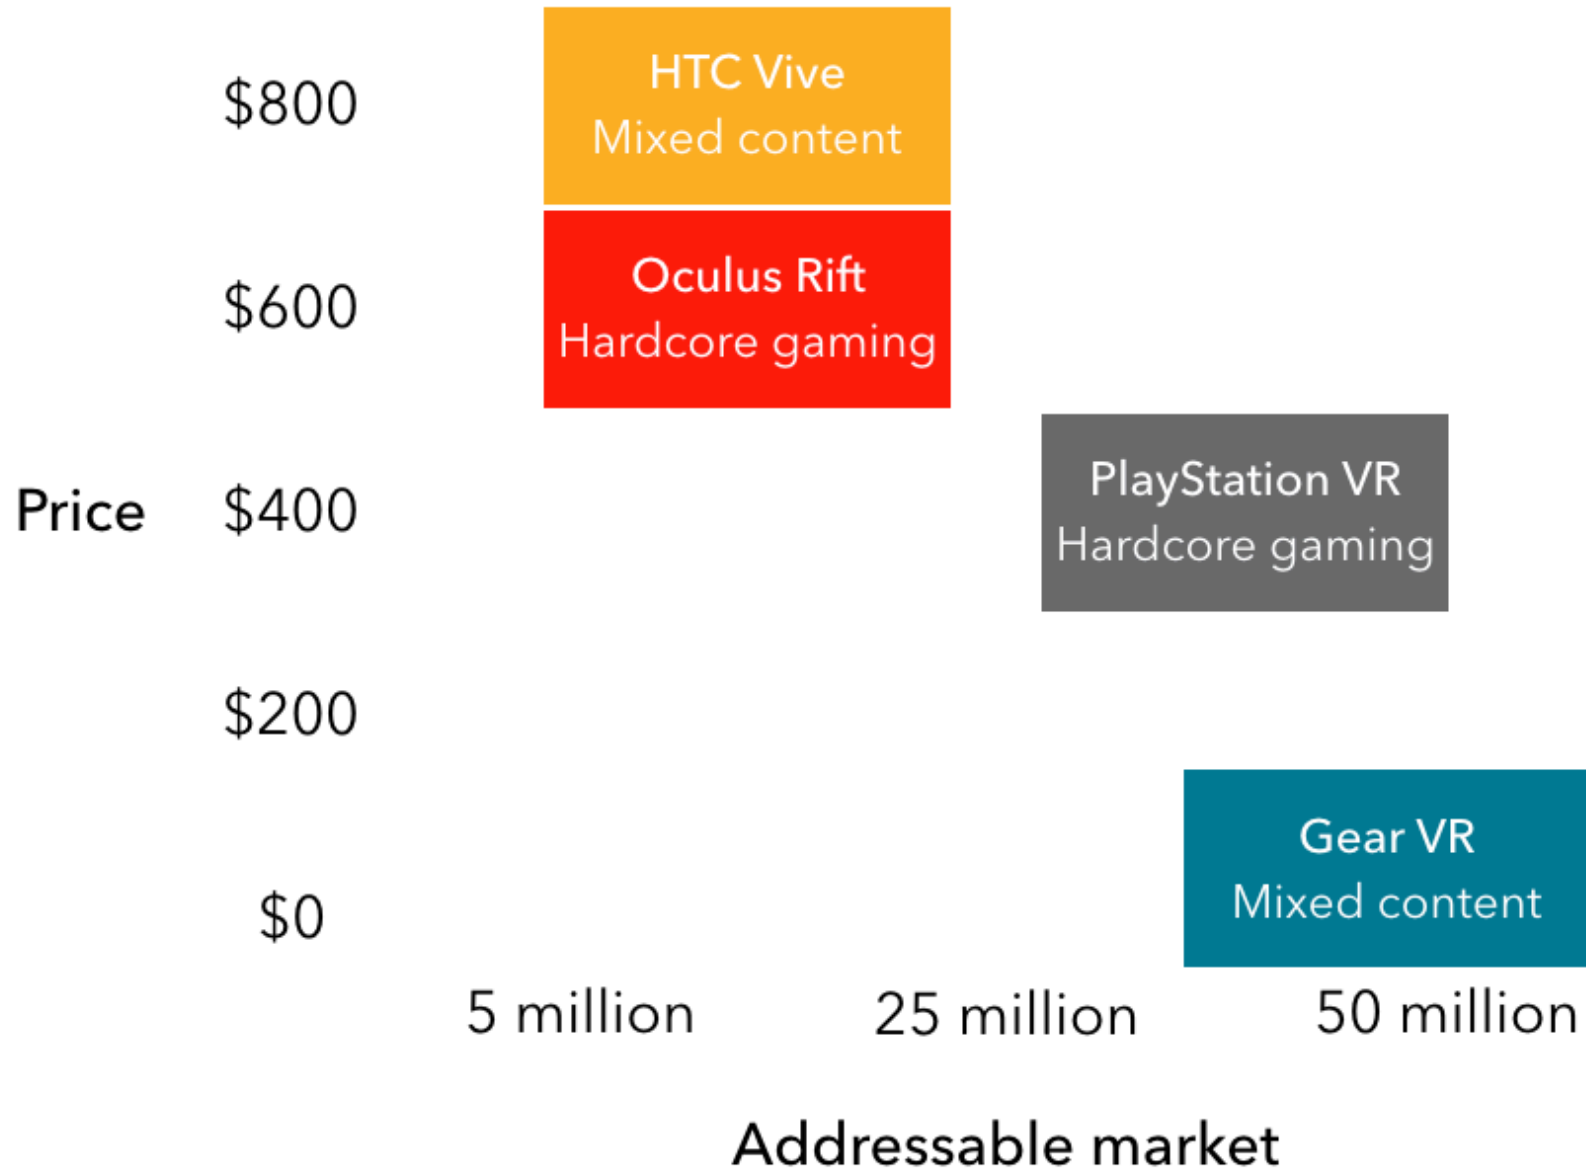 $800
HTC Vive
Mixed content
$600
Oculus Rift
Hardcore gaming
Price
$400
PlayStation VR
Hardcore gaming
$200
Gear VR
Mixed content
$0
5 million
25 million
50 million
Addressable market